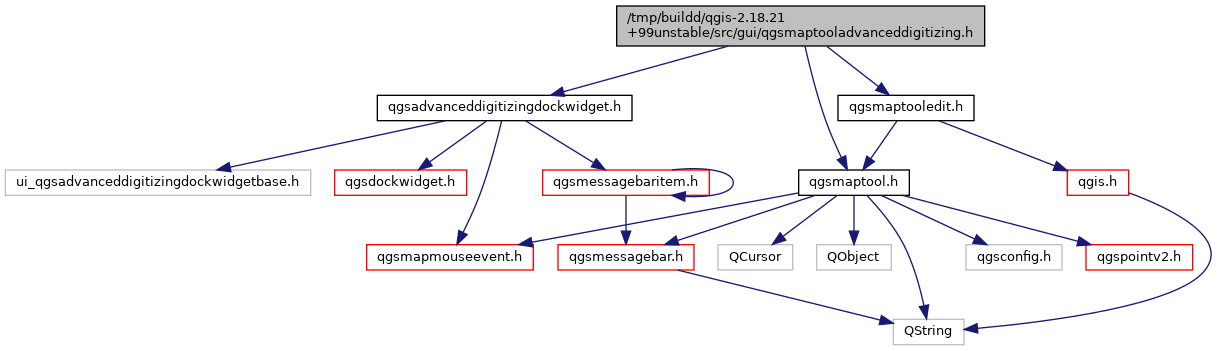 /tmp/buildd/qgis-2.18.21
+99unstable/src/gui/qgsmaptooladvanceddigitizing.h
qgsadvanceddigitizingdockwidget.h
qgsmaptooledit.h
ui_qgsadvanceddigitizingdockwidgetbase.h
qgsdockwidget.h
qgsmessagebaritem.h
qgsmaptool.h
qgis.h
qgsmapmouseevent.h
qgsmessagebar.h
QCursor
QObject
qgsconfig.h
qgspointv2.h
QString